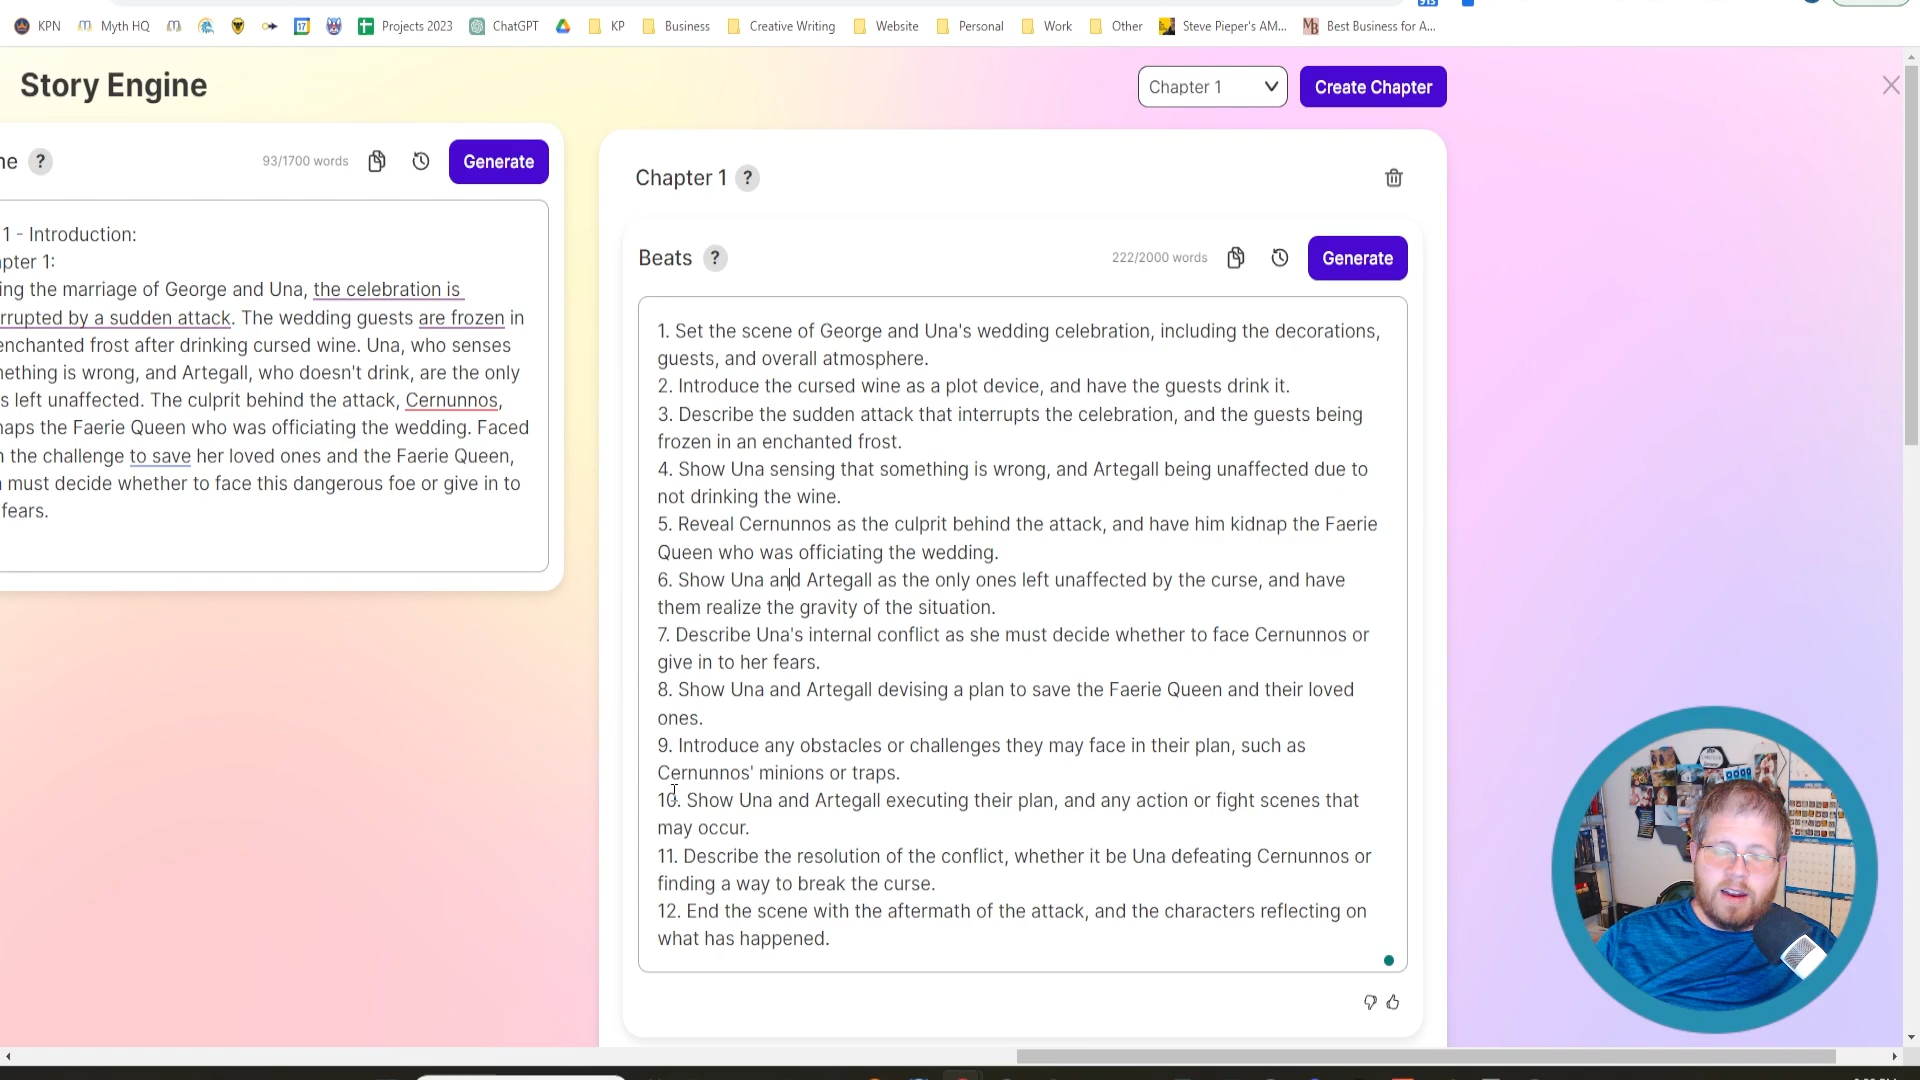 KPN
Myth HQ
17
Projects 2023
ChatGPT
KP
Business
Creative Writing
Website
Personal
Work
Other
Steve Pieper's AM...
MB
Best Business for A...
Story Engine
Chapter 1
Create Chapter
ne
?
93/1700 words
Generate
1 - Introduction:
pter 1:
ing the marriage of George and Una, the celebration is
rrupted by a sudden attack. The wedding guests are frozen in
enchanted frost after drinking cursed wine. Una, who senses
nething is wrong, and Artegall, who doesn't drink, are the only
s left unaffected. The culprit behind the attack, Cernunnos,
naps the Faerie Queen who was officiating the wedding. Faced
n the challenge to save her loved ones and the Faerie Queen,
must decide whether to face this dangerous foe or give in to
fears.
Chapter 1
?
Beats
?
222/2000 words
Generate
1. Set the scene of George and Una's wedding celebration, including the decorations,
guests, and overall atmosphere.
2. Introduce the cursed wine as a plot device, and have the guests drink it.
3. Describe the sudden attack that interrupts the celebration, and the guests being
frozen in an enchanted frost.
4. Show Una sensing that something is wrong, and Artegall being unaffected due to
not drinking the wine.
5. Reveal Cernunnos as the culprit behind the attack, and have him kidnap the Faerie
Queen who was officiating the wedding.
6. Show Una and Artegall as the only ones left unaffected by the curse, and have
them realize the gravity of the situation.
7. Describe Una's internal conflict as she must decide whether to face Cernunnos or
give in to her fears.
8. Show Una and Artegall devising a plan to save the Faerie Queen and their loved
ones.
9. Introduce any obstacles or challenges they may face in their plan, such as
Cernunnos' minions or traps.
10. Show Una and Artegall executing their plan, and any action or fight scenes that
may occur.
11. Describe the resolution of the conflict, whether it be Una defeating Cernunnos or
finding a way to break the curse.
12. End the scene with the aftermath of the attack, and the characters reflecting on
what has happened.